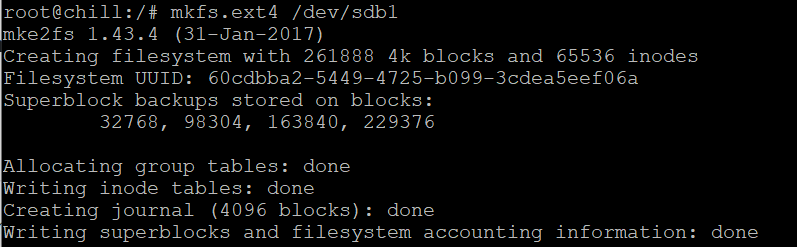 root@chill:/# mkfs.ext4 /dev/sdb1
mke2fs 1.43.4 (31-Jan-2017)
Creating filesystem with 261888 4k blocks and 65536 inodes
Filesystem UUID: 60cdbba2-5449-4725-b099-3cdea5eef06a
Superblock backups stored on blocks:
        32768, 98304, 163840, 229376

Allocating group tables: done
Writing inode tables: done
Creating journal (4096 blocks): done
Writing superblocks and filesystem accounting information: done